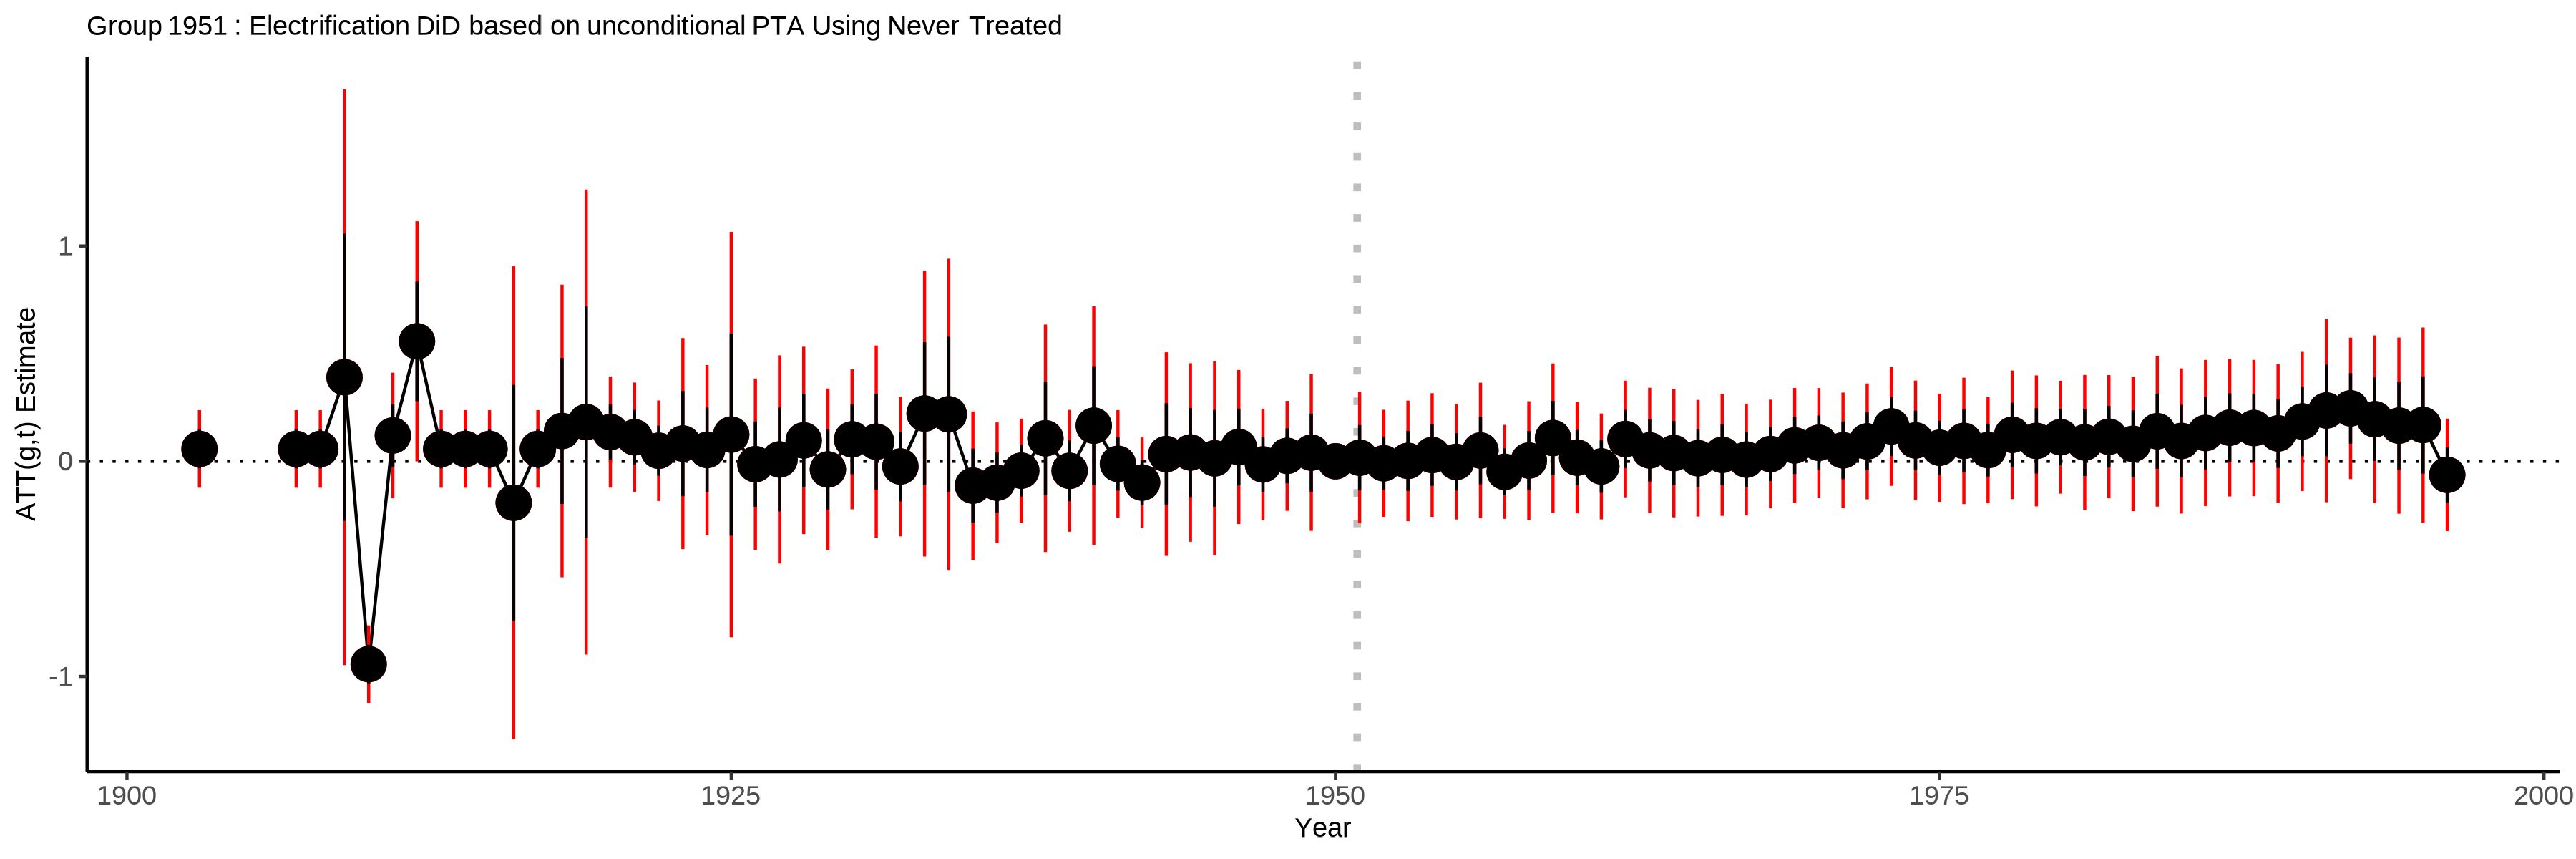 Group 1951 : Electrification DiD based on unconditional PTA Using Never Treated
ATT(g,t) Estimate
1
0
-1
1900
1925
1950
1975
2000
Year